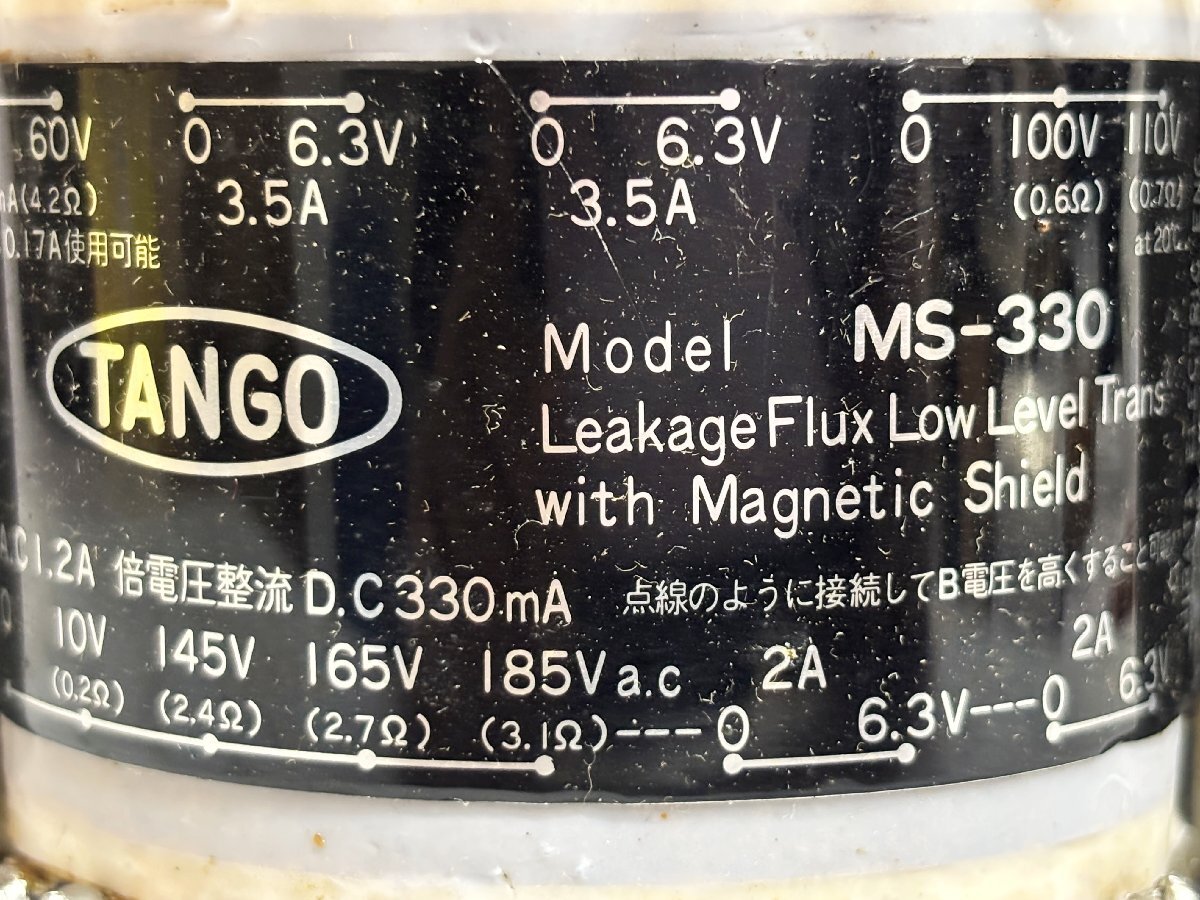 60V 0 6.3V 0 6.3V 0 100V 110V
A(4.2Ω) 3.5A 3.5A (0.6Ω) (0.7Ω)
0.17A使用可能 at 20℃
TANGO
Model MS-330
Leakage Flux Low Level Trans
with Magnetic Shield
AC1.2A 倍電圧整流 D.C 330mA 点線のように接続してB電圧を高くすること
10V 145V 165V 185V a.c 2A 2A
(0.2Ω) (2.4Ω) (2.7Ω) (3.1Ω)---0 6.3V---0 6.3V